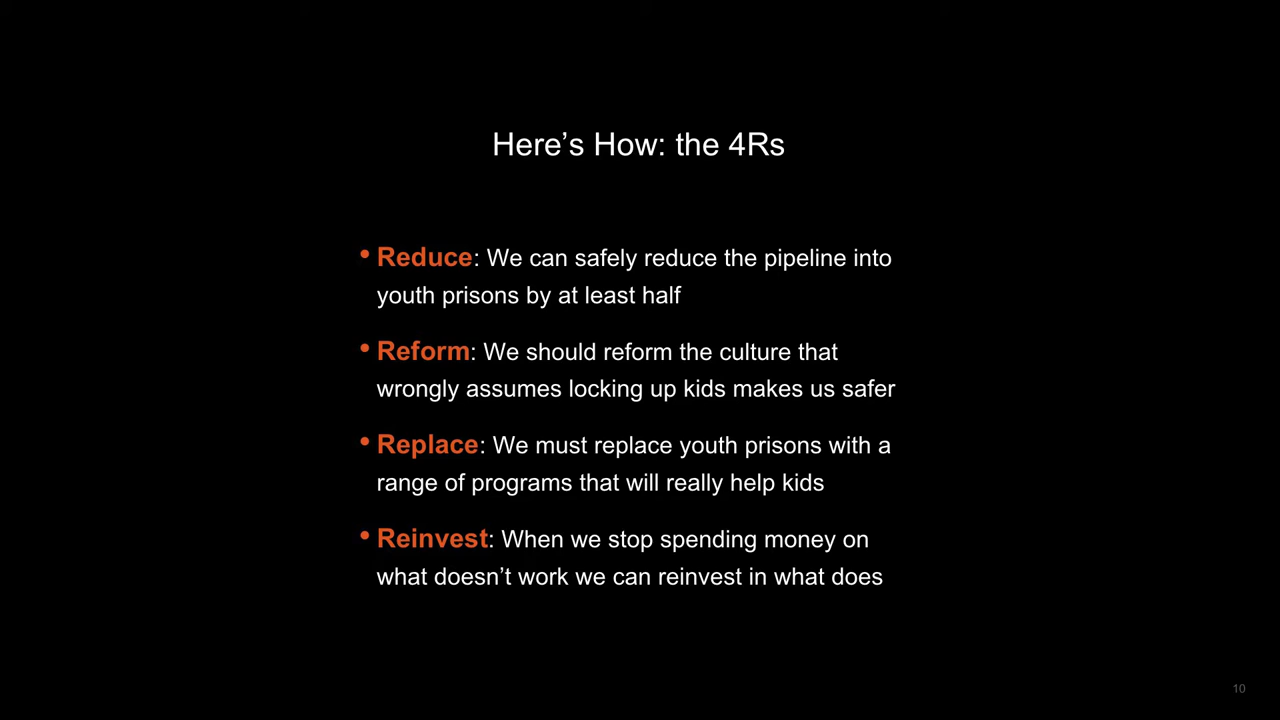 Here’s How: the 4Rs
• Reduce: We can safely reduce the pipeline into
youth prisons by at least half
• Reform: We should reform the culture that
wrongly assumes locking up kids makes us safer
• Replace: We must replace youth prisons with a
range of programs that will really help kids
• Reinvest: When we stop spending money on
what doesn’t work we can reinvest in what does
10